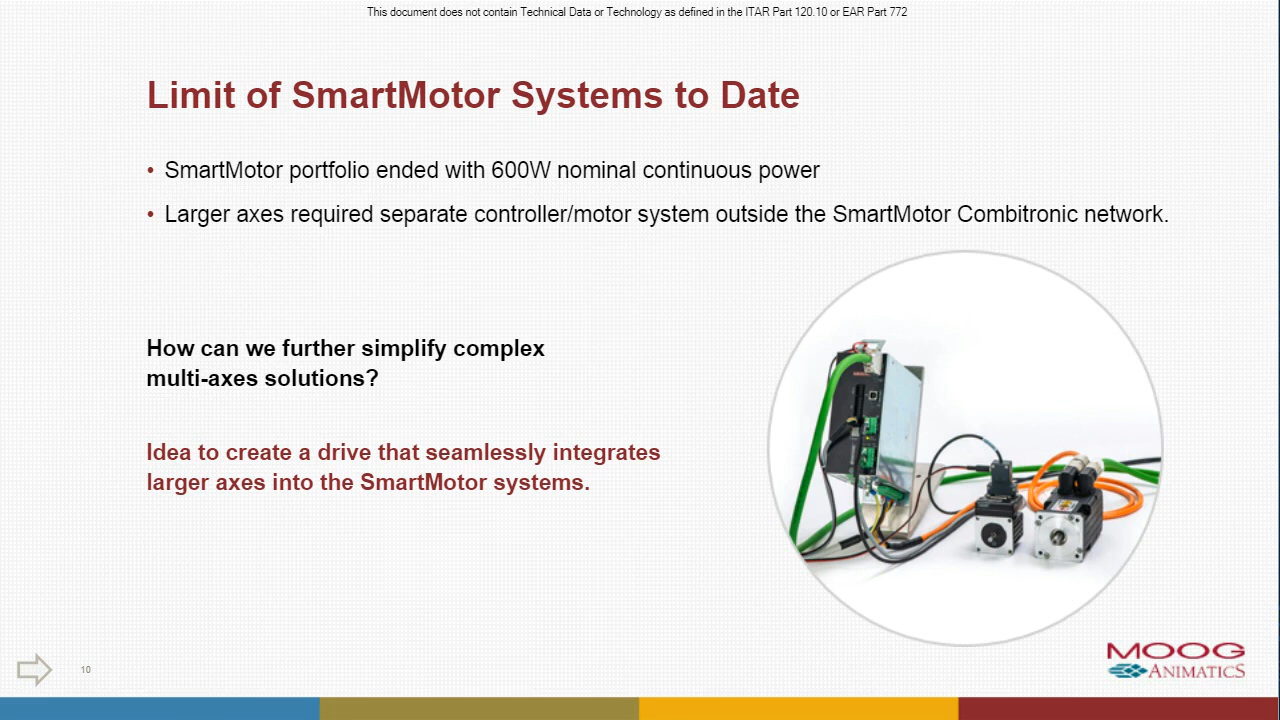 This document does not contain Technical Data or Technology as defined in the ITAR Part 120.10 or EAR Part 772
Limit of SmartMotor Systems to Date
• SmartMotor portfolio ended with 600W nominal continuous power
• Larger axes required separate controller/motor system outside the SmartMotor Combitronic network.
How can we further simplify complex
multi-axes solutions?
Idea to create a drive that seamlessly integrates
larger axes into the SmartMotor systems.
10
MOOG
ANIMATICS